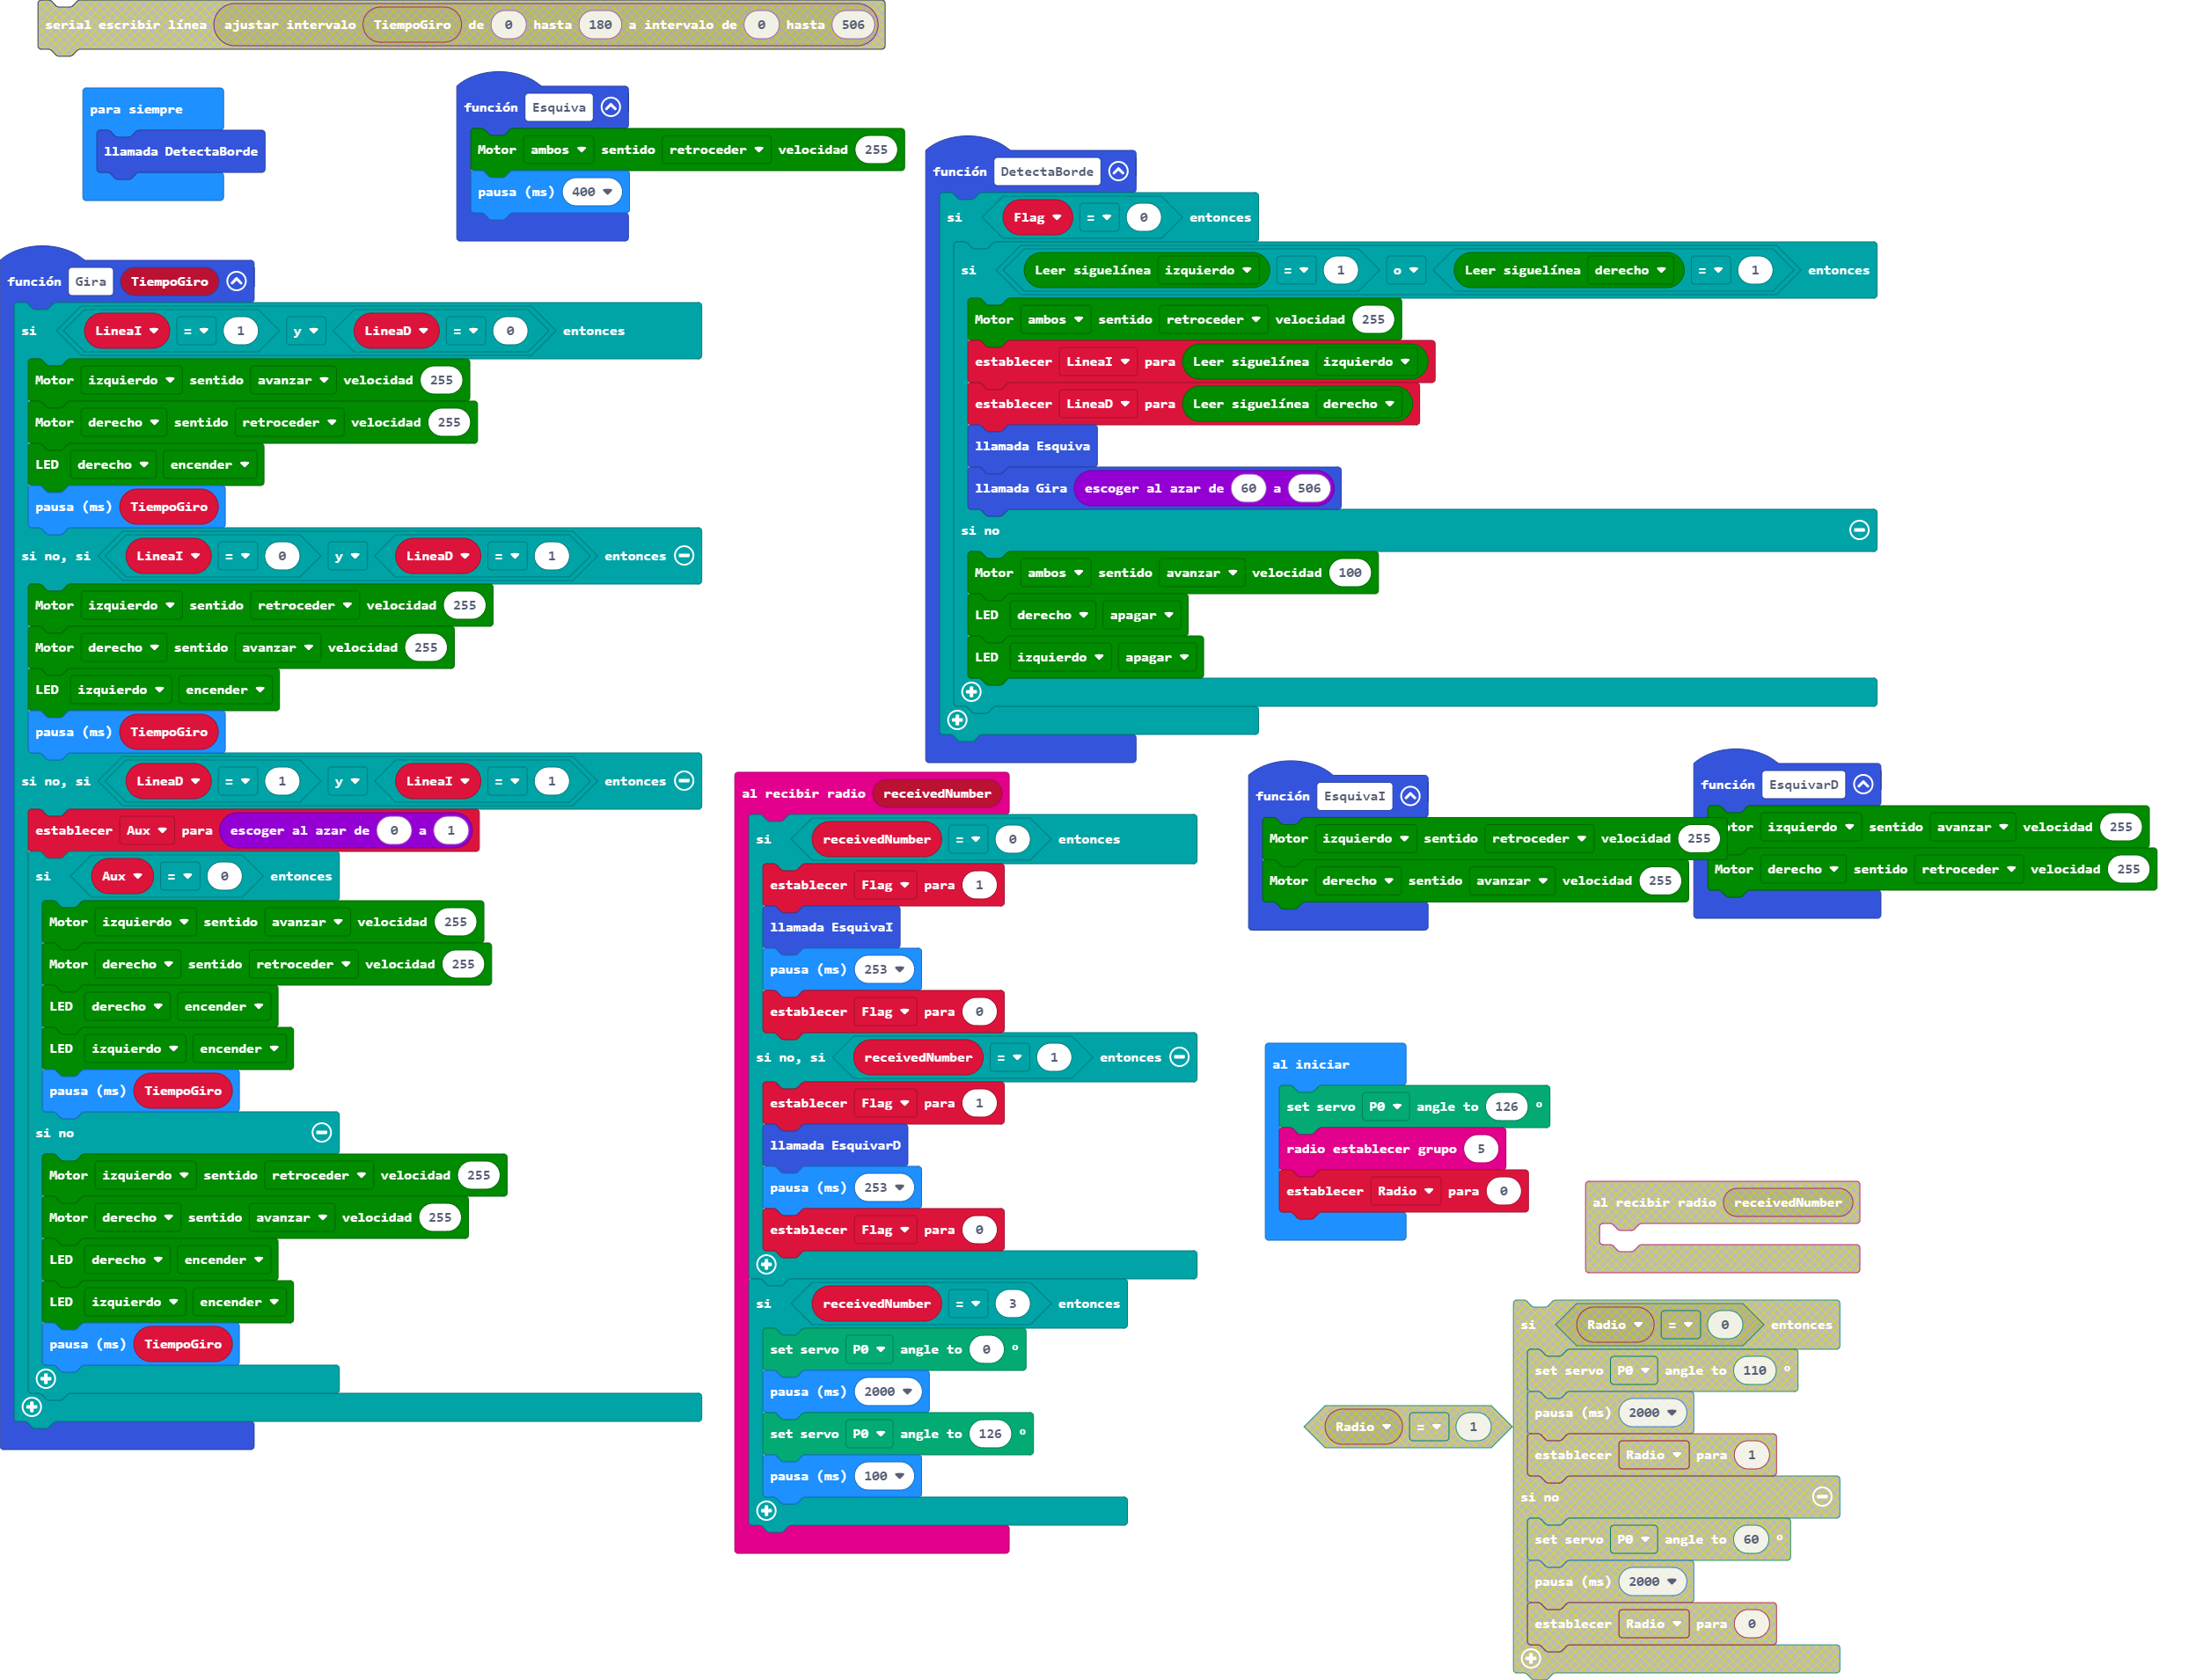 serial escribir línea ajustar intervalo TiempoGiro de 0 hasta 180 a intervalo de 0 hasta 506
para siempre
llamada DetectaBorde
función Esquiva
Motor ambos sentido retroceder velocidad 255
pausa (ms) 400
función DetectaBorde
si Flag = 0 entonces
si Leer siguelínea izquierdo = 1 o Leer siguelínea derecho = 1 entonces
Motor ambos sentido retroceder velocidad 255
establecer LineaI para Leer siguelínea izquierdo
establecer LineaD para Leer siguelínea derecho
llamada Esquiva
llamada Gira escoger al azar de 60 a 506
si no
Motor ambos sentido avanzar velocidad 100
LED derecho apagar
LED izquierdo apagar
función Gira TiempoGiro
si LineaI = 1 y LineaD = 0 entonces
Motor izquierdo sentido avanzar velocidad 255
Motor derecho sentido retroceder velocidad 255
LED derecho encender
pausa (ms) TiempoGiro
si no, si LineaI = 0 y LineaD = 1 entonces
Motor izquierdo sentido retroceder velocidad 255
Motor derecho sentido avanzar velocidad 255
LED izquierdo encender
pausa (ms) TiempoGiro
si no, si LineaD = 1 y LineaI = 1 entonces
establecer Aux para escoger al azar de 0 a 1
si Aux = 0 entonces
Motor izquierdo sentido avanzar velocidad 255
Motor derecho sentido retroceder velocidad 255
LED derecho encender
LED izquierdo encender
pausa (ms) TiempoGiro
si no
Motor izquierdo sentido retroceder velocidad 255
Motor derecho sentido avanzar velocidad 255
LED derecho encender
LED izquierdo encender
pausa (ms) TiempoGiro
al recibir radio receivedNumber
si receivedNumber = 0 entonces
establecer Flag para 1
llamada EsquivaI
pausa (ms) 253
establecer Flag para 0
si no, si receivedNumber = 1 entonces
establecer Flag para 1
llamada EsquivarD
pausa (ms) 253
establecer Flag para 0
si receivedNumber = 3 entonces
set servo P0 angle to 0 °
pausa (ms) 2000
set servo P0 angle to 126 °
pausa (ms) 100
función EsquivaI
Motor izquierdo sentido retroceder velocidad 255
Motor derecho sentido avanzar velocidad 255
función EsquivarD
otor izquierdo sentido avanzar velocidad 255
Motor derecho sentido retroceder velocidad 255
al iniciar
set servo P0 angle to 126 °
radio establecer grupo 5
establecer Radio para 0
al recibir radio receivedNumber
Radio = 1
si Radio = 0 entonces
set servo P0 angle to 110 °
pausa (ms) 2000
establecer Radio para 1
si no
set servo P0 angle to 60 °
pausa (ms) 2000
establecer Radio para 0